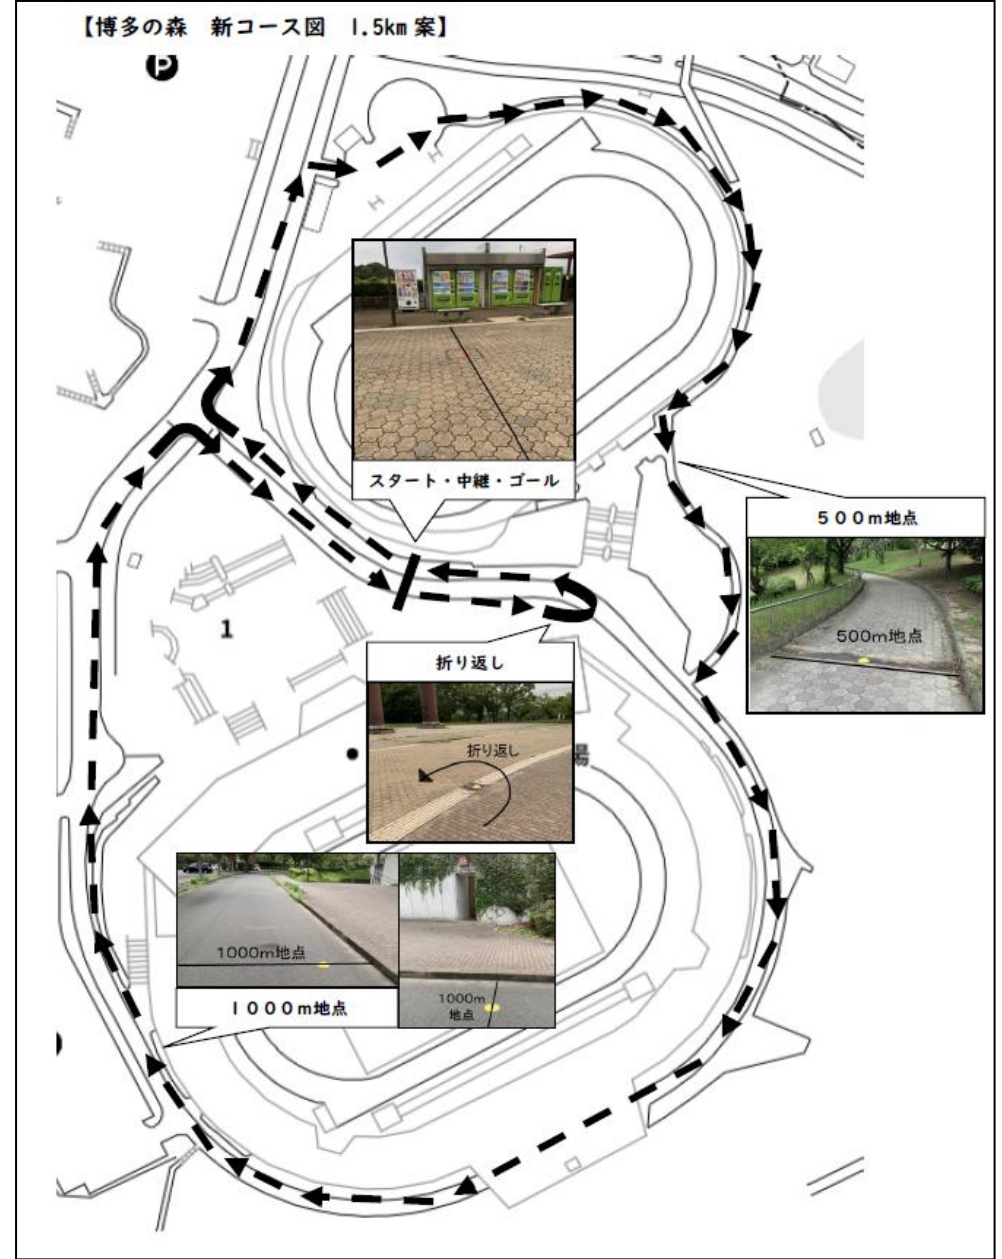 【博多の森　新コース図　1.5km 案】
P
スタート・中継・ゴール
５００ｍ地点
500m地点
1
折り返し
折り返し
場
1000m地点
１０００ｍ地点
1000m
地点